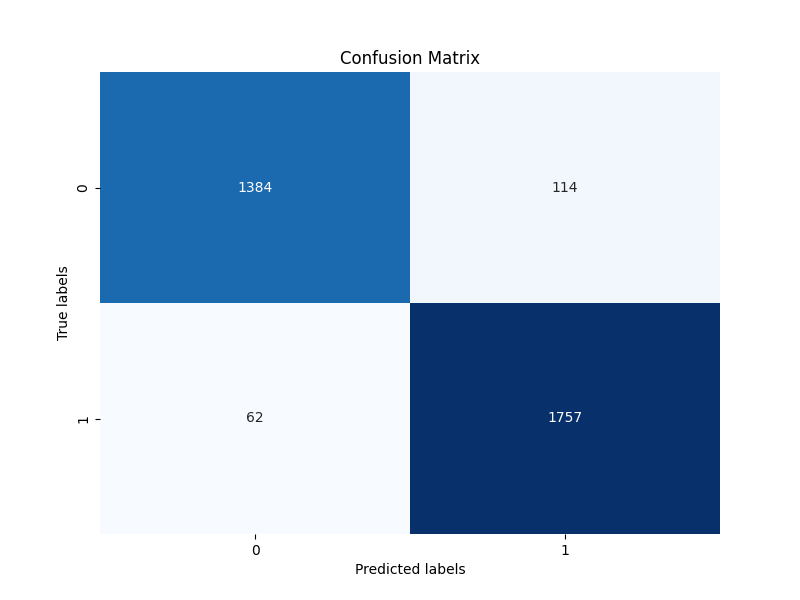 Confusion Matrix
True labels
0
1384
114
1
62
1757
0
1
Predicted labels